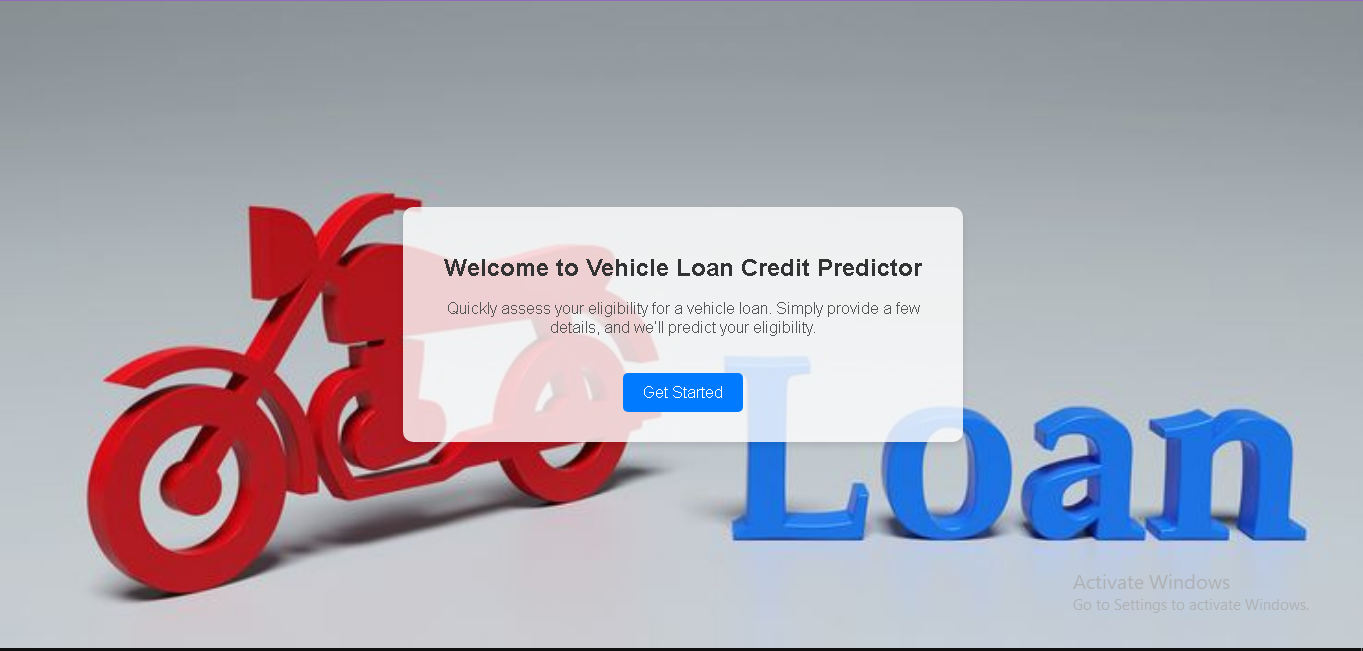 Welcome to Vehicle Loan Credit Predictor
Quickly assess your eligibility for a vehicle loan. Simply provide a few
details, and we'll predict your eligibility.
Get Started
Loan
Activate Windows
Go to Settings to activate Windows.